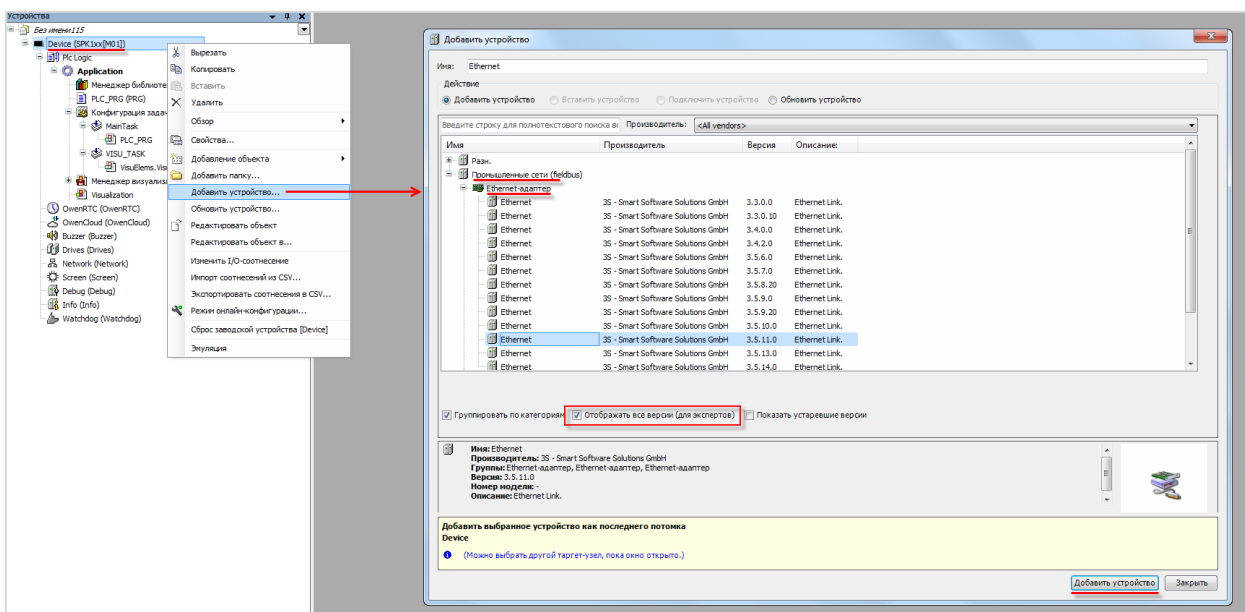 Устройства
Без имени115
Device (SPK1xx[M01])
Plc Logic
Application
Менеджер библиоте
PLC_PRG (PRG)
Конфигурация задач
MainTask
PLC_PRG
VISU_TASK
VisuElems.Vis
Менеджер визуализ
Visualization
OwenRTC (OwenRTC)
OwenCloud (OwenCloud)
Buzzer (Buzzer)
Drives (Drives)
Network (Network)
Screen (Screen)
Debug (Debug)
Info (Info)
Watchdog (Watchdog)
Вырезать
Копировать
Вставить
Удалить
Обзор
Свойства...
Добавление объекта
Добавить папку...
Добавить устройство...
Обновить устройство...
Редактировать объект
Редактировать объект в...
Изменить I/O-соотнесение
Импорт соотнесений из CSV...
Экспортировать соотнесения в CSV...
Режим онлайн-конфигурации...
Сброс заводской устройства [Device]
Эмуляция
Добавить устройство
Имя: Ethernet
Действие
Добавить устройство Вставить устройство Подключить устройство Обновить устройство
Введите строку для полнотекстового поиска во Производитель: <All vendors>
Имя Производитель Версия Описание:
Разн.
Промышленные сети (fieldbus)
Ethernet-адаптер
Ethernet 3S - Smart Software Solutions GmbH 3.3.0.0 Ethernet Link.
Ethernet 3S - Smart Software Solutions GmbH 3.3.0.10 Ethernet Link.
Ethernet 3S - Smart Software Solutions GmbH 3.4.0.0 Ethernet Link.
Ethernet 3S - Smart Software Solutions GmbH 3.4.2.0 Ethernet Link.
Ethernet 3S - Smart Software Solutions GmbH 3.5.6.0 Ethernet Link.
Ethernet 3S - Smart Software Solutions GmbH 3.5.7.0 Ethernet Link.
Ethernet 3S - Smart Software Solutions GmbH 3.5.8.20 Ethernet Link.
Ethernet 3S - Smart Software Solutions GmbH 3.5.9.0 Ethernet Link.
Ethernet 3S - Smart Software Solutions GmbH 3.5.9.20 Ethernet Link.
Ethernet 3S - Smart Software Solutions GmbH 3.5.10.0 Ethernet Link.
Ethernet 3S - Smart Software Solutions GmbH 3.5.11.0 Ethernet Link.
Ethernet 3S - Smart Software Solutions GmbH 3.5.13.0 Ethernet Link.
Ethernet 3S - Smart Software Solutions GmbH 3.5.14.0 Ethernet Link.
Группировать по категориям Отображать все версии (для экспертов) Показать устаревшие версии
Имя: Ethernet
Производитель: 3S - Smart Software Solutions GmbH
Группы: Ethernet-адаптер, Ethernet-адаптер, Ethernet-адаптер
Версия: 3.5.11.0
Номер модели: -
Описание: Ethernet Link.
Добавить выбранное устройство как последнего потомка
Device
(Можно выбрать другой таргет-узел, пока окно открыто.)
Добавить устройство Закрыть